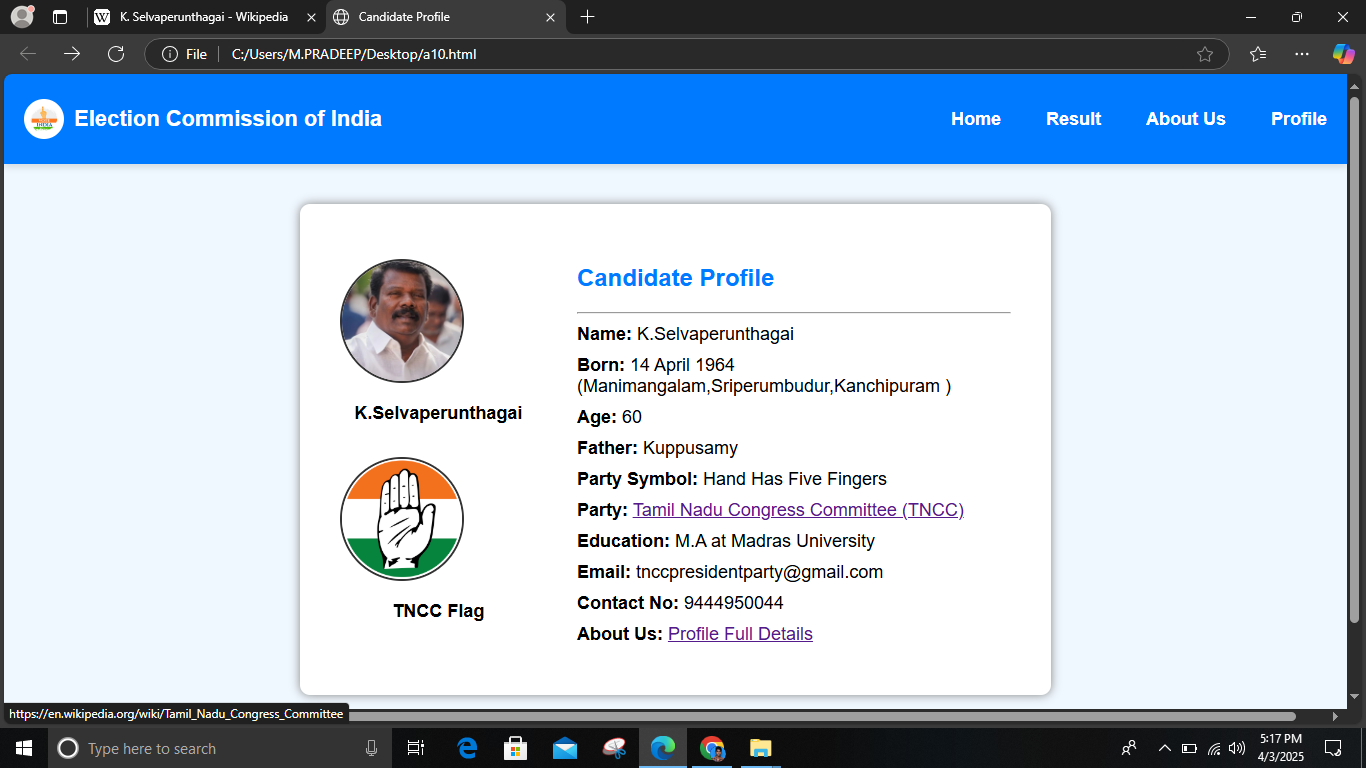 K. Selvaperunthagai - Wikipedia
Candidate Profile
File
C:/Users/M.PRADEEP/Desktop/a10.html
INDIA
Election Commission of India
Home
Result
About Us
Profile
K.Selvaperunthagai
TNCC Flag
Candidate Profile
Name: K.Selvaperunthagai
Born: 14 April 1964
(Manimangalam,Sriperumbudur,Kanchipuram )
Age: 60
Father: Kuppusamy
Party Symbol: Hand Has Five Fingers
Party: Tamil Nadu Congress Committee (TNCC)
Education: M.A at Madras University
Email: tnccpresidentparty@gmail.com
Contact No: 9444950044
About Us: Profile Full Details
https://en.wikipedia.org/wiki/Tamil_Nadu_Congress_Committee
Type here to search
5:17 PM
4/3/2025